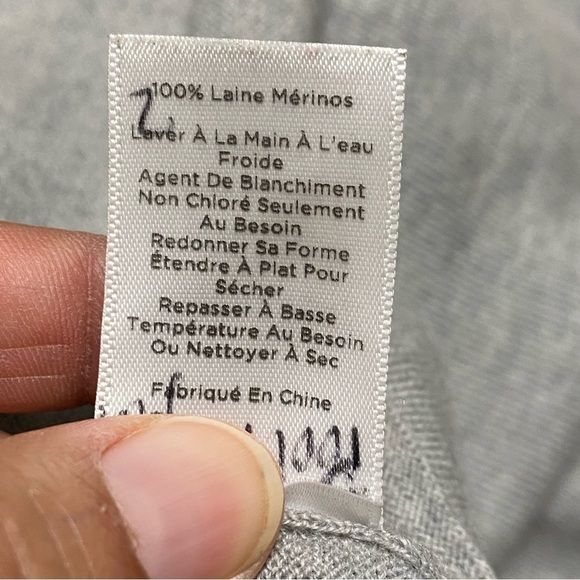 100% Laine Mérinos
Laver À La Main À L'eau
Froide
Agent De Blanchiment
Non Chloré Seulement
Au Besoin
Redonner Sa Forme
Étendre À Plat Pour
Sécher
Repasser À Basse
Température Au Besoin
Ou Nettoyer À Sec
Fabriqué En Chine